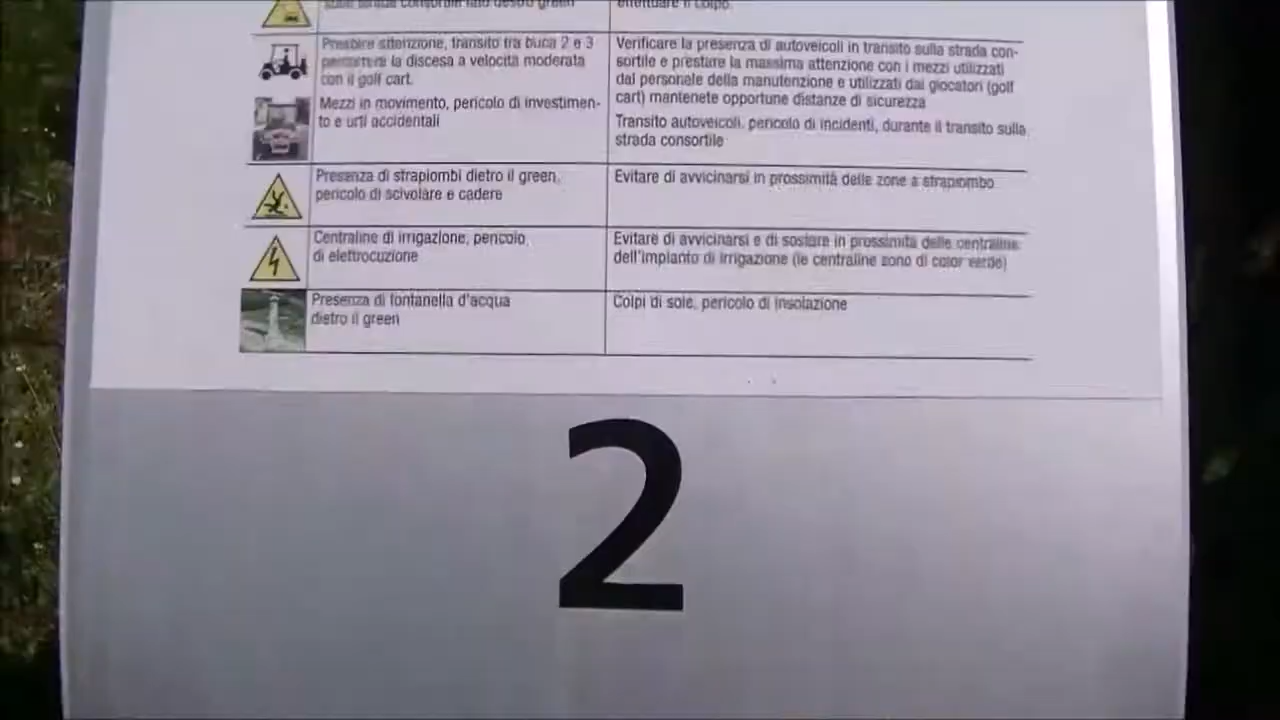 effettuare il colpo.
Prestare attenzione, transito tra buca 2 e 3
la discesa a velocità moderata
con il golf cart.
Mezzi in movimento, pericolo di investimen-
to e urti accidentali
Verificare la presenza di autoveicoli in transito sulla strada con-
sortile e prestare la massima attenzione con i mezzi utilizzati
dal personale della manutenzione e utilizzati dai giocatori (golf
cart) mantenete opportune distanze di sicurezza
Transito autoveicoli, pericolo di incidenti, durante il transito sulla
strada consortile
Presenza di strapiombi dietro il green,
pericolo di scivolare e cadere
Evitare di avvicinarsi in prossimità delle zone a strapiombo
Centraline di irrigazione, pericolo
di elettrocuzione
Evitare di avvicinarsi e di sostare in prossimità delle centraline
dell'impianto di irrigazione (le centraline sono di color verde)
Presenza di fontanella d'acqua
dietro il green
Colpi di sole, pericolo di insolazione
2